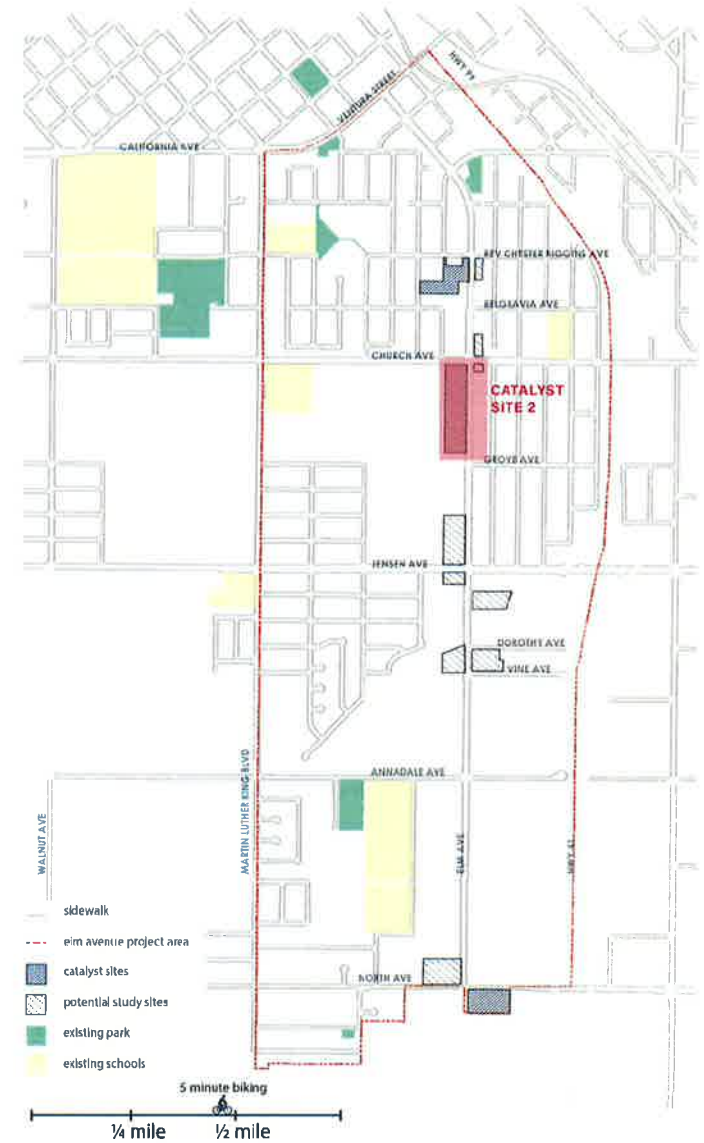 HWY 99
VENTURA STREET
CALIFORNIA AVE
REV CHESTER RIGGINS AVE
BELGRAVIA AVE
CHURCH AVE
CATALYST
SITE 2
GROVE AVE
JENSEN AVE
DOROTHY AVE
VINE AVE
ANNADALE AVE
MARTIN LUTHER KING BLVD
WALNUT AVE
ELM AVE
HWY 41
NORTH AVE
sidewalk
elm avenue project area
catalyst sites
potential study sites
existing park
existing schools
5 minute biking
¼ mile
½ mile